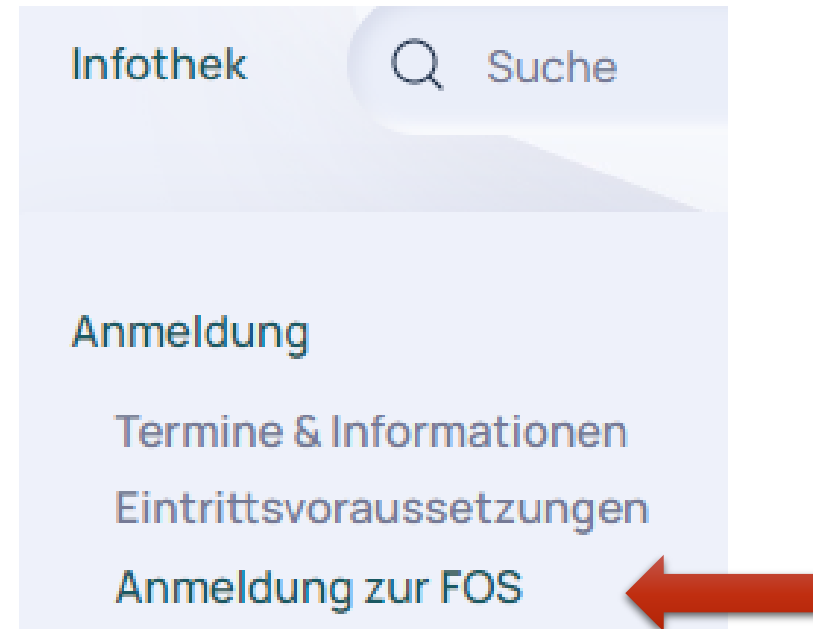 Infothek
Suche
Anmeldung
Termine & Informationen
Eintrittsvoraussetzungen
Anmeldung zur FOS